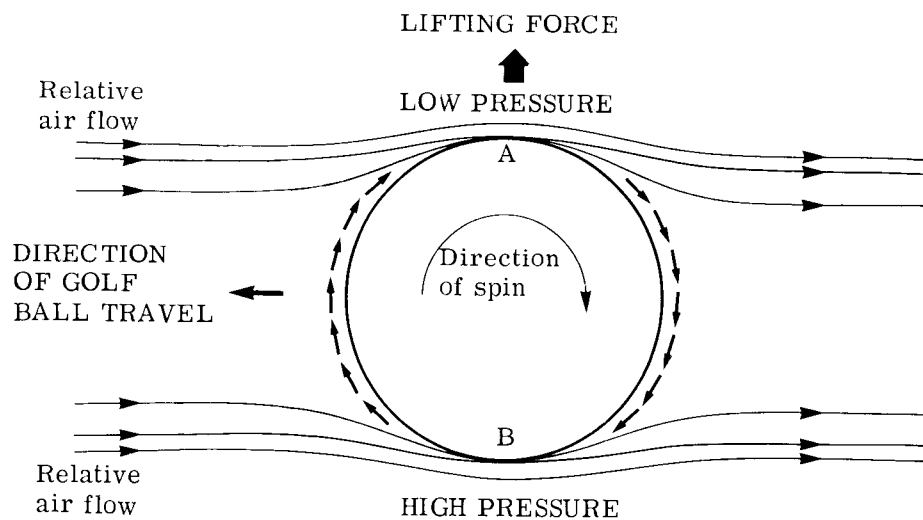 LIFTING FORCE
LOW PRESSURE
Relative
air flow
A
DIRECTION
OF GOLF
BALL TRAVEL
Direction
of spin
B
Relative
air flow
HIGH PRESSURE